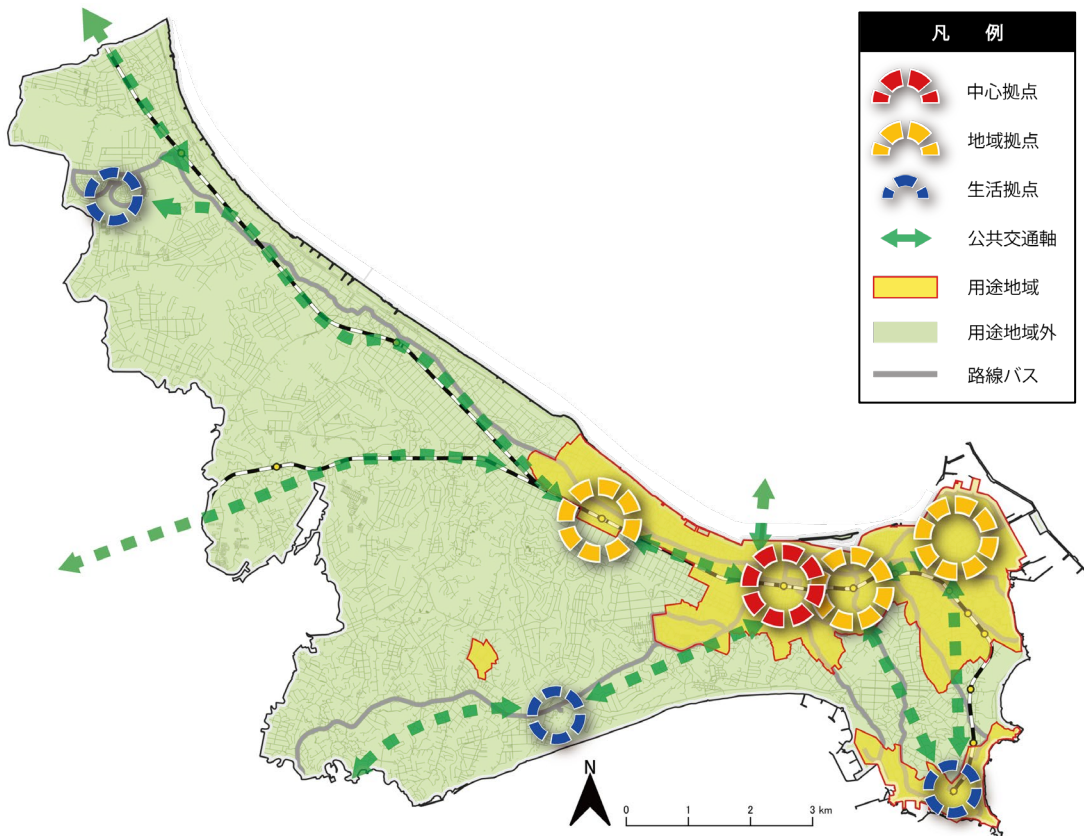 凡 例
中心拠点
地域拠点
生活拠点
公共交通軸
用途地域
用途地域外
路線バス
N
0 1 2 3 km